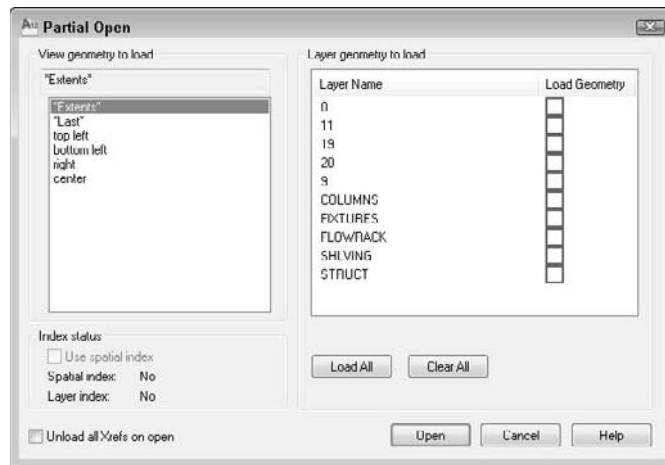 Partial Open
View geometry to load
"Extents"
"Extents"
"Last"
top left
bottom left
right
center
Index status
Use spatial index
Spatial index: No
Layer index: No
Unload all Xrefs on open
Layer geometry to load
Layer Name Load Geometry
0
11
19
20
9
COLUMNS
FIXTURES
FLOWRACK
SHLVING
STRUCT
Load All Clear All
Open Cancel Help